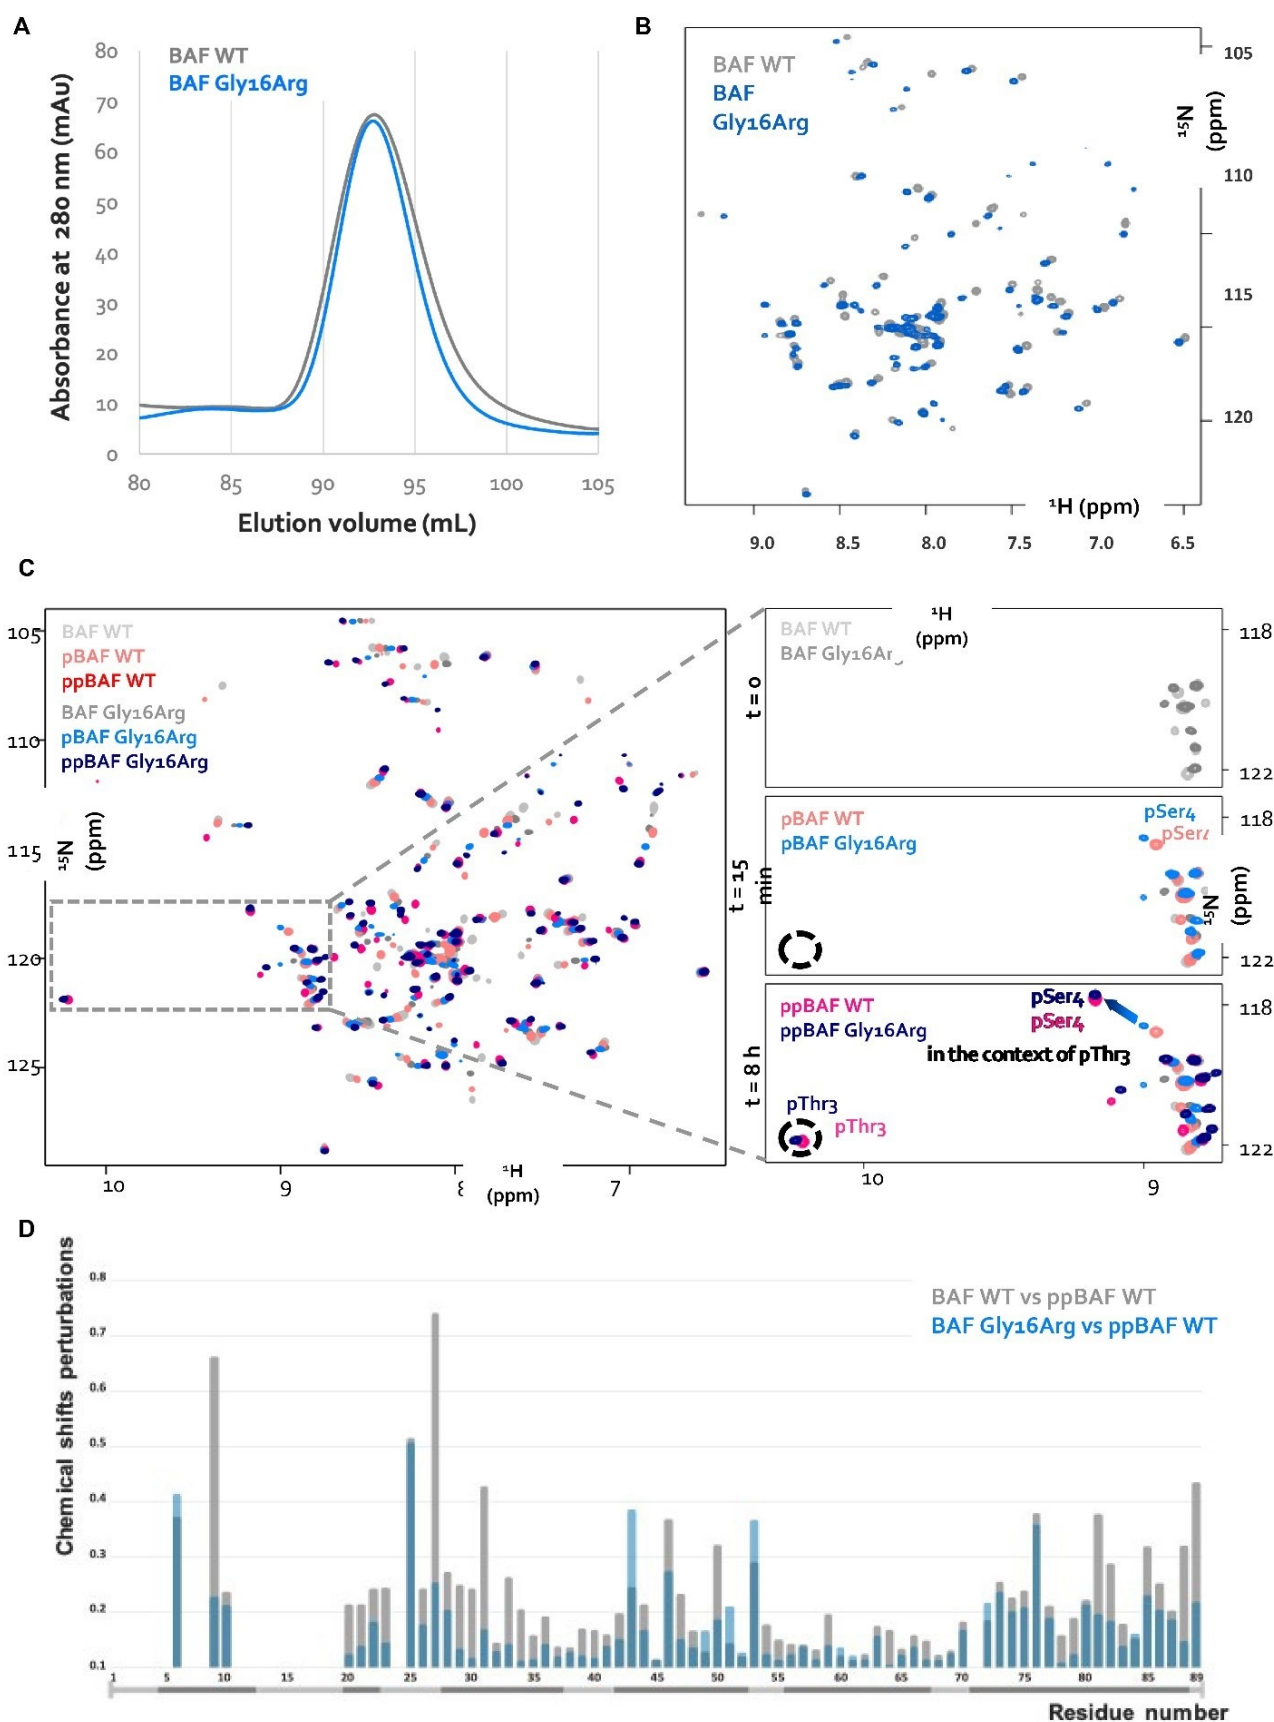 A
BAF WT
BAF Gly16Arg
Absorbance at 280 nm (mAu)
80
70
60
50
40
30
20
10
0
80 85 90 95 100 105
Elution volume (mL)
B
BAF WT
BAF
Gly16Arg
105
15N
(ppm)
110
115
120
1H (ppm)
9.0 8.5 8.0 7.5 7.0 6.5
C
BAF WT
pBAF WT
ppBAF WT
BAF Gly16Arg
pBAF Gly16Arg
ppBAF Gly16Arg
105
110
115
120
125
15N
(ppm)
10 9 8 7
1H
(ppm)
BAF WT
BAF Gly16Ar
1H
(ppm)
t = 0
118
122
pBAF WT
pBAF Gly16Arg
t = 15
min
pSer4
pSer4
118
15N
(ppm)
122
ppBAF WT
ppBAF Gly16Arg
t = 8 h
pSer4
pSer4
in the context of pThr3
pThr3
pThr3
118
122
10 9
D
Chemical shifts perturbations
0.8
0.7
0.6
0.5
0.4
0.3
0.2
0.1
BAF WT vs ppBAF WT
BAF Gly16Arg vs ppBAF WT
1 5 10 15 20 25 30 35 40 45 50 55 60 65 70 75 80 85 89
Residue number